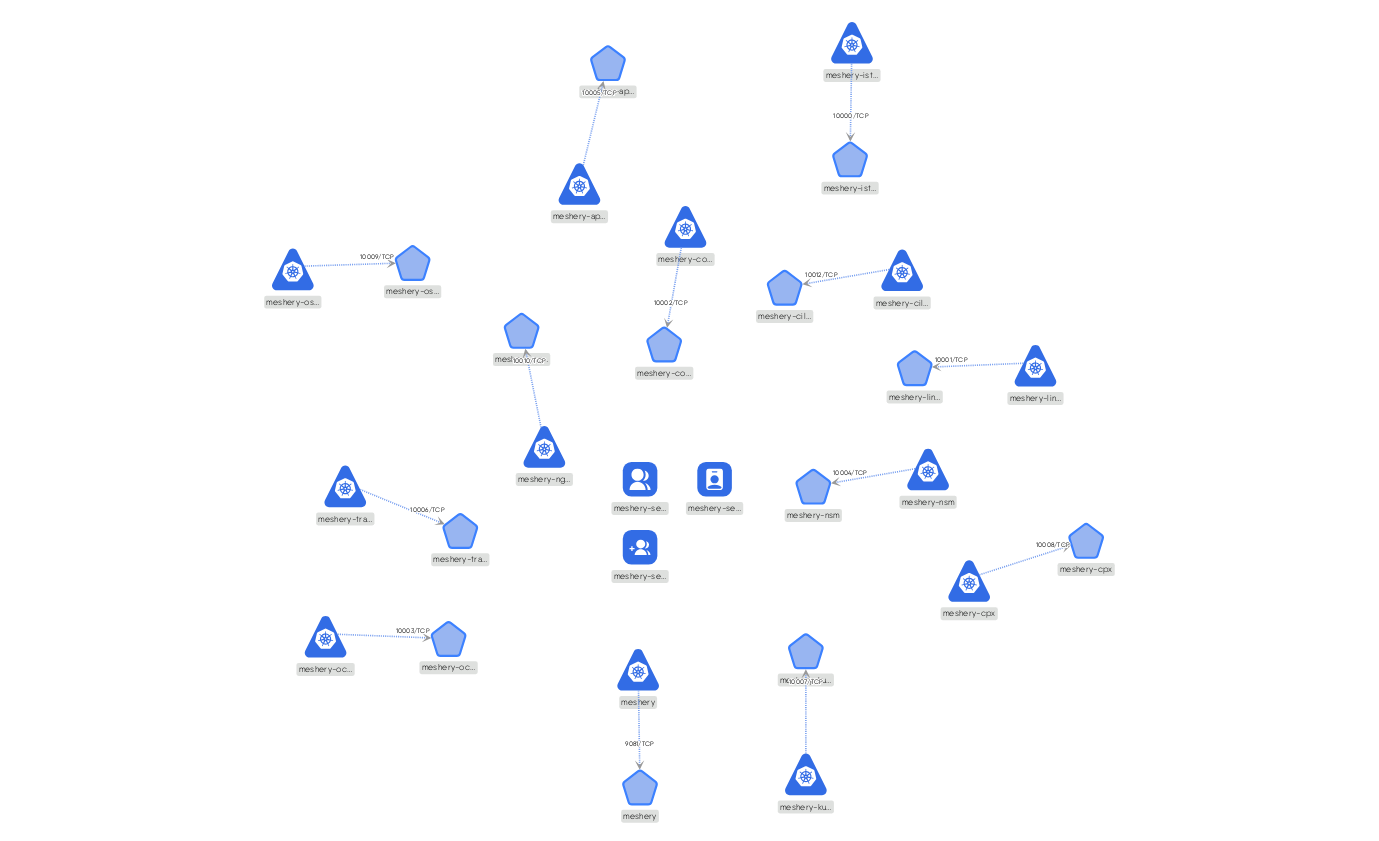 meshery-ist...
10005/TCP
10000/TCP
meshery-ist...
meshery-ap...
meshery-co...
10009/TCP
10012/TCP
meshery-os...
meshery-os...
10002/TCP
meshery-cil...
meshery-cil...
10010/TCP
10001/TCP
meshery-co...
meshery-lin...
meshery-lin...
10004/TCP
meshery-ng...
meshery-nsm
meshery-se...
meshery-se...
meshery-nsm
10006/TCP
meshery-tra...
10008/TCP
meshery-tra...
meshery-cpx
meshery-se...
meshery-cpx
10003/TCP
meshery-oc...
meshery-oc...
10007/TCP
meshery
9081/TCP
meshery-ku...
meshery